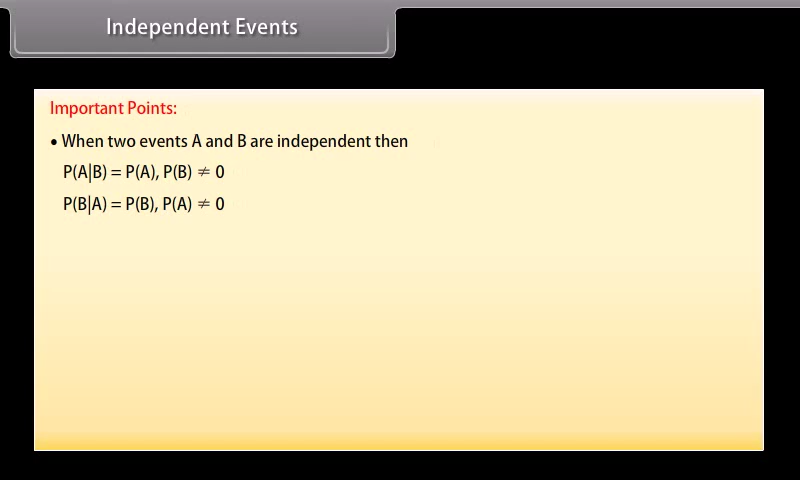 Independent Events
Important Points:
• When two events A and B are independent then
P(A|B) = P(A), P(B) ≠ 0
P(B|A) = P(B), P(A) ≠ 0